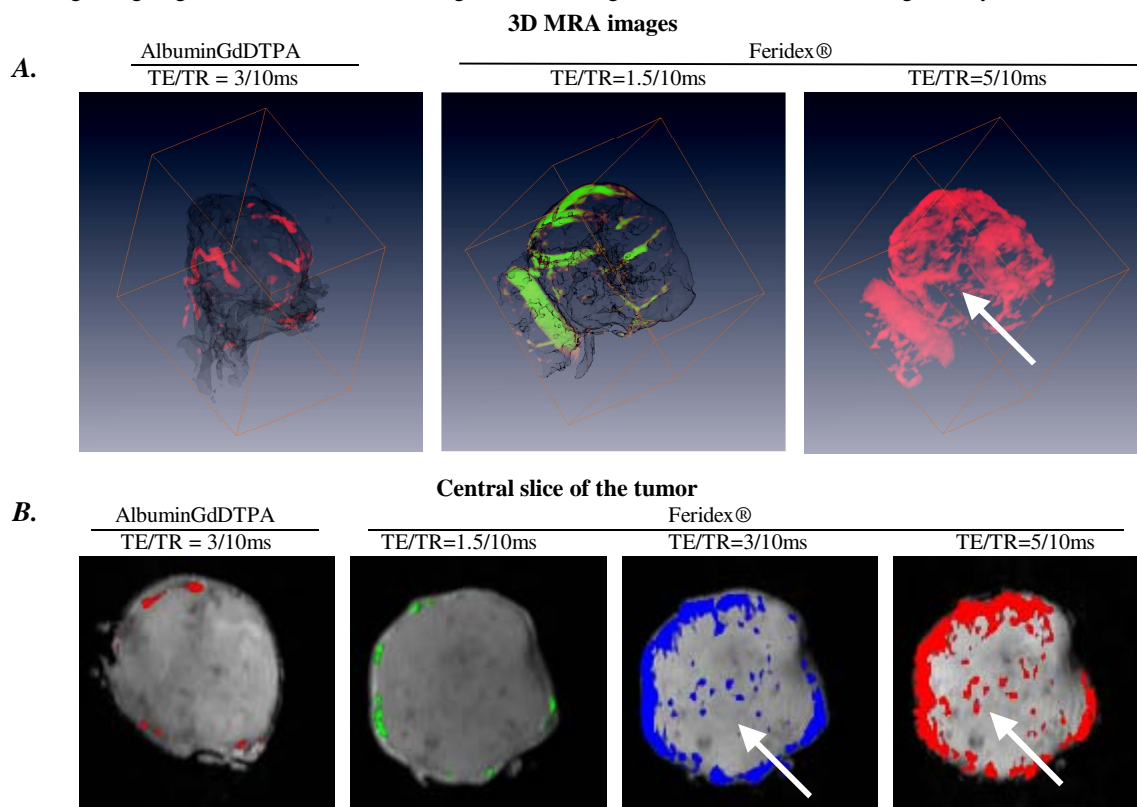 3D MRA images
A.
AlbuminGdDTPA
Feridex®
TE/TR = 3/10ms
TE/TR=1.5/10ms
TE/TR=5/10ms
Central slice of the tumor
B.
AlbuminGdDTPA
Feridex®
TE/TR = 3/10ms
TE/TR=1.5/10ms
TE/TR=3/10ms
TE/TR=5/10ms